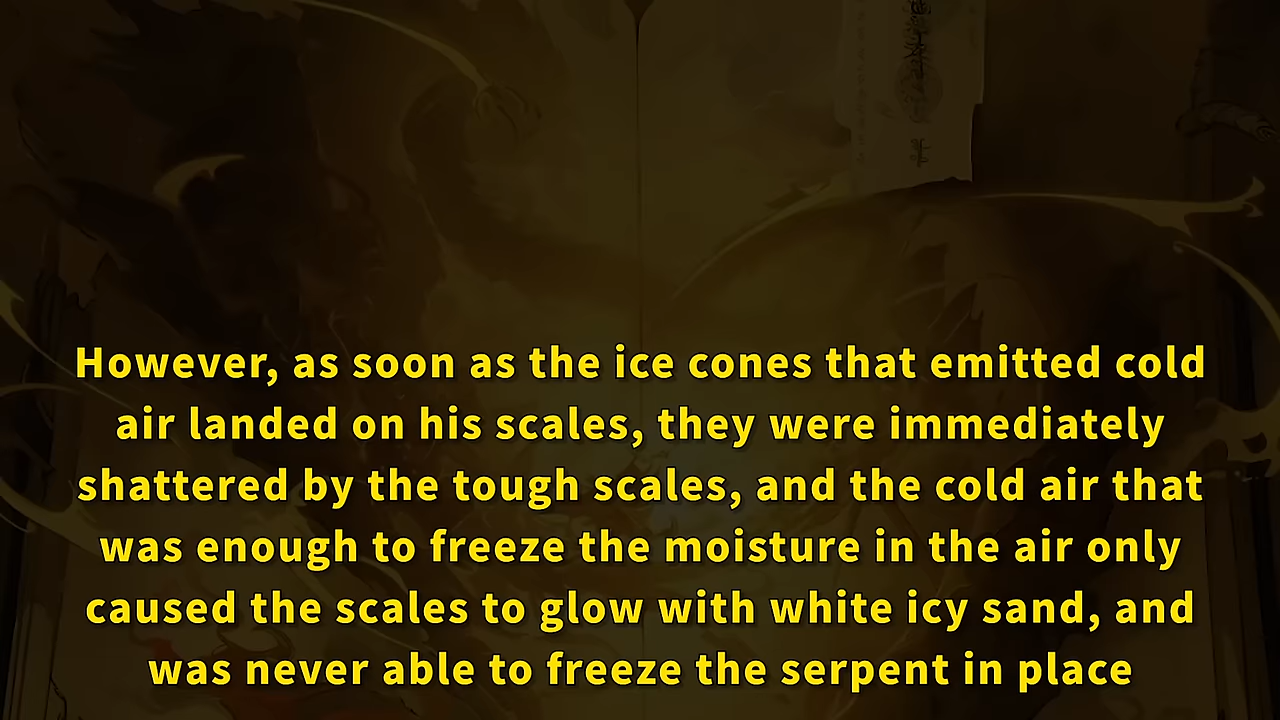 However, as soon as the ice cones that emitted cold
air landed on his scales, they were immediately
shattered by the tough scales, and the cold air that
was enough to freeze the moisture in the air only
caused the scales to glow with white icy sand, and
was never able to freeze the serpent in place